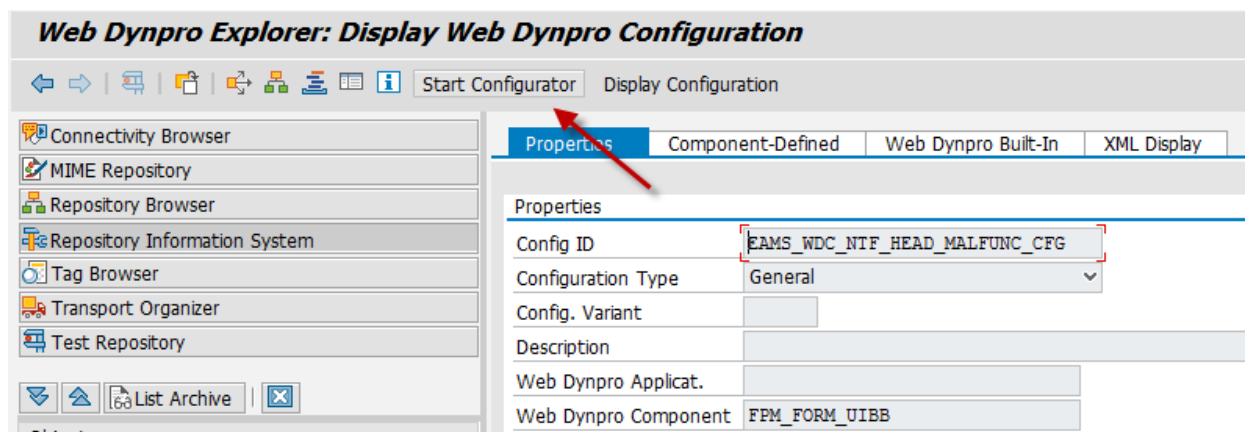 Web Dynpro Explorer: Display Web Dynpro Configuration
Start Configurator Display Configuration
Connectivity Browser
MIME Repository
Repository Browser
Repository Information System
Tag Browser
Transport Organizer
Test Repository
List Archive
Properties Component-Defined Web Dynpro Built-In XML Display
Properties
Config ID EAMS_WDC_NTF_HEAD_MALFUNC_CFG
Configuration Type General
Config. Variant
Description
Web Dynpro Applicat.
Web Dynpro Component FPM_FORM_UIBB